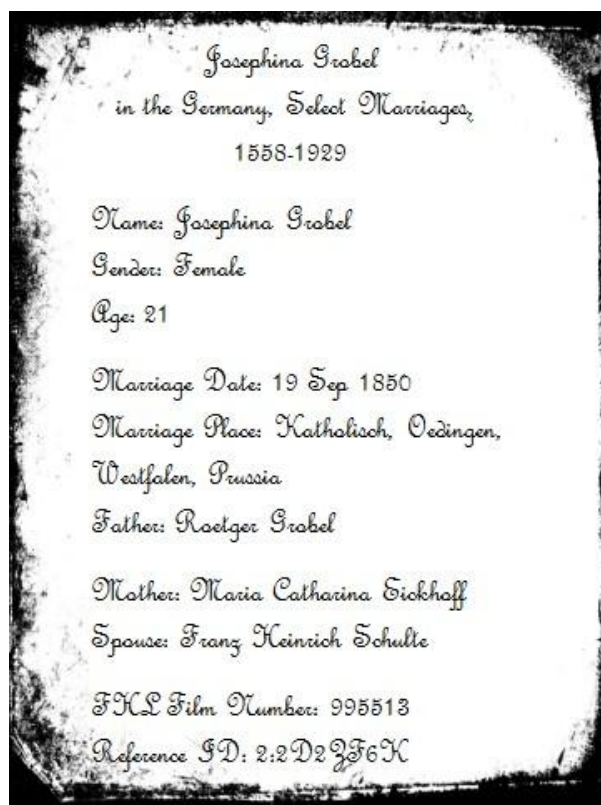 Josephina Grobel
in the Germany, Select Marriages,
1558-1929
Name: Josephina Grobel
Gender: Female
Age: 21
Marriage Date: 19 Sep 1850
Marriage Place: Katholisch, Oedingen,
Westfalen, Prussia
Father: Roetger Grobel
Mother: Maria Catharina Eickhoff
Spouse: Franz Heinrich Schulte
FHL Film Number: 995513
Reference ID: 2:2D2ZF6K